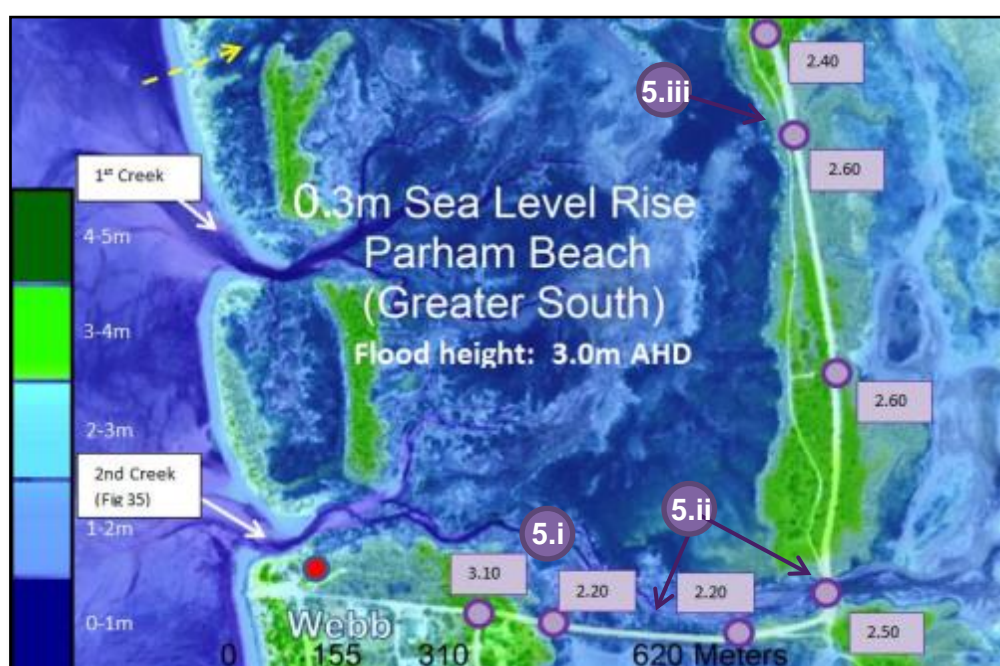 5.iii
2.40
1st Creek
2.60
0.3m Sea Level Rise
Parham Beach
(Greater South)
Flood height: 3.0m AHD
4-5m
3-4m
2-3m
1-2m
0-1m
2.60
2nd Creek
(Fig 35)
5.i
5.ii
3.10
2.20
2.20
2.50
Webb
0 155 310 620 Meters